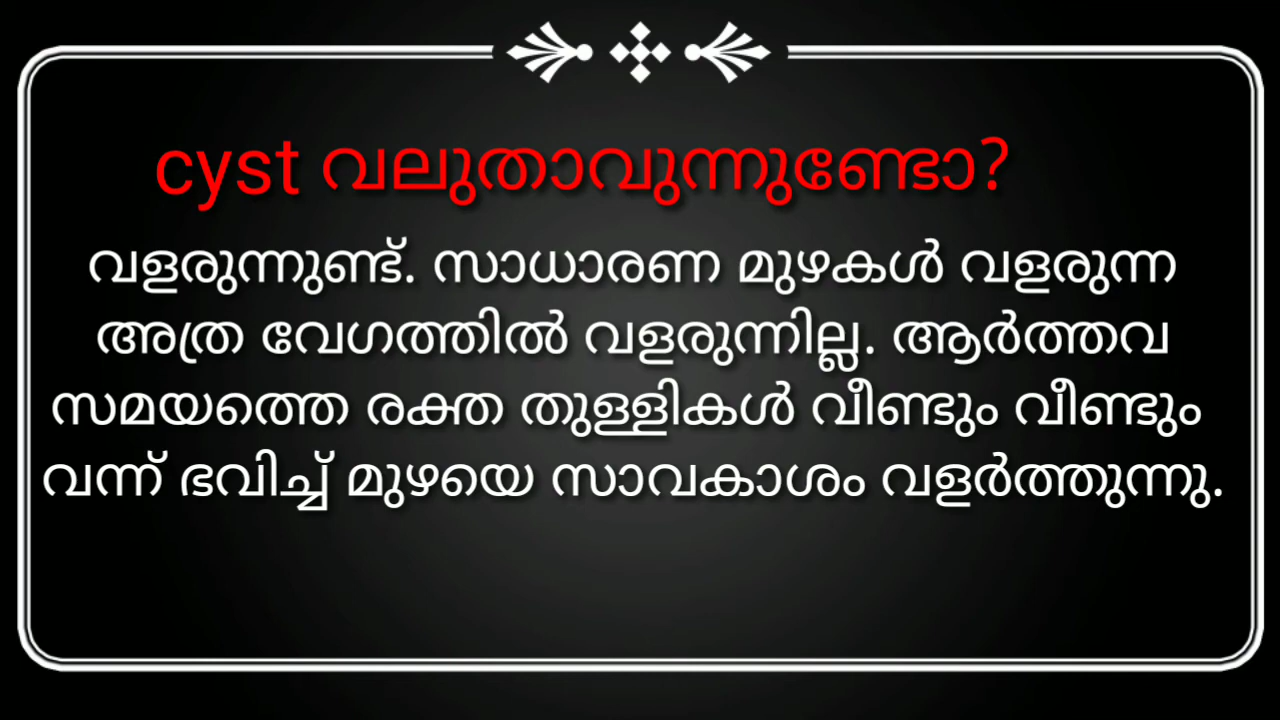 cyst വലുതാവുന്നുണ്ടോ?
വളരുന്നുണ്ട്. സാധാരണ മുഴകൾ വളരുന്ന
അത്ര വേഗത്തിൽ വളരുന്നില്ല. ആർത്തവ
സമയത്തെ രക്ത തുള്ളികൾ വീണ്ടും വീണ്ടും
വന്ന് ഭവിച്ച് മുഴയെ സാവകാശം വളർത്തുന്നു.